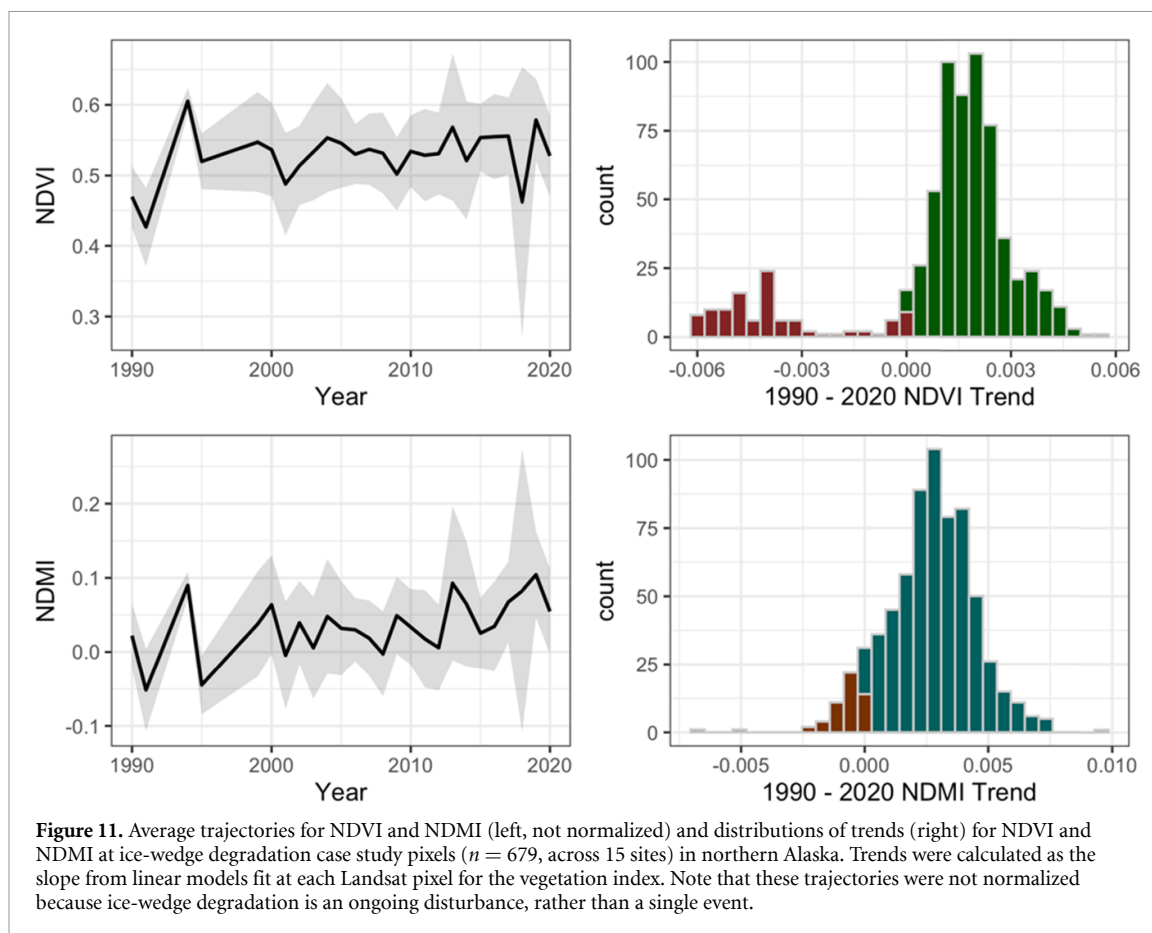 NDVI
0.6
0.5
0.4
0.3
1990 2000 2010 2020
Year
count
100
75
50
25
0
-0.006 -0.003 0.000 0.003 0.006
1990 - 2020 NDVI Trend
NDMI
0.2
0.1
0.0
-0.1
1990 2000 2010 2020
Year
count
100
75
50
25
0
-0.005 0.000 0.005 0.010
1990 - 2020 NDMI Trend
Figure 11. Average trajectories for NDVI and NDMI (left, not normalized) and distributions of trends (right) for NDVI and
NDMI at ice-wedge degradation case study pixels (n = 679, across 15 sites) in northern Alaska. Trends were calculated as the
slope from linear models fit at each Landsat pixel for the vegetation index. Note that these trajectories were not normalized
because ice-wedge degradation is an ongoing disturbance, rather than a single event.